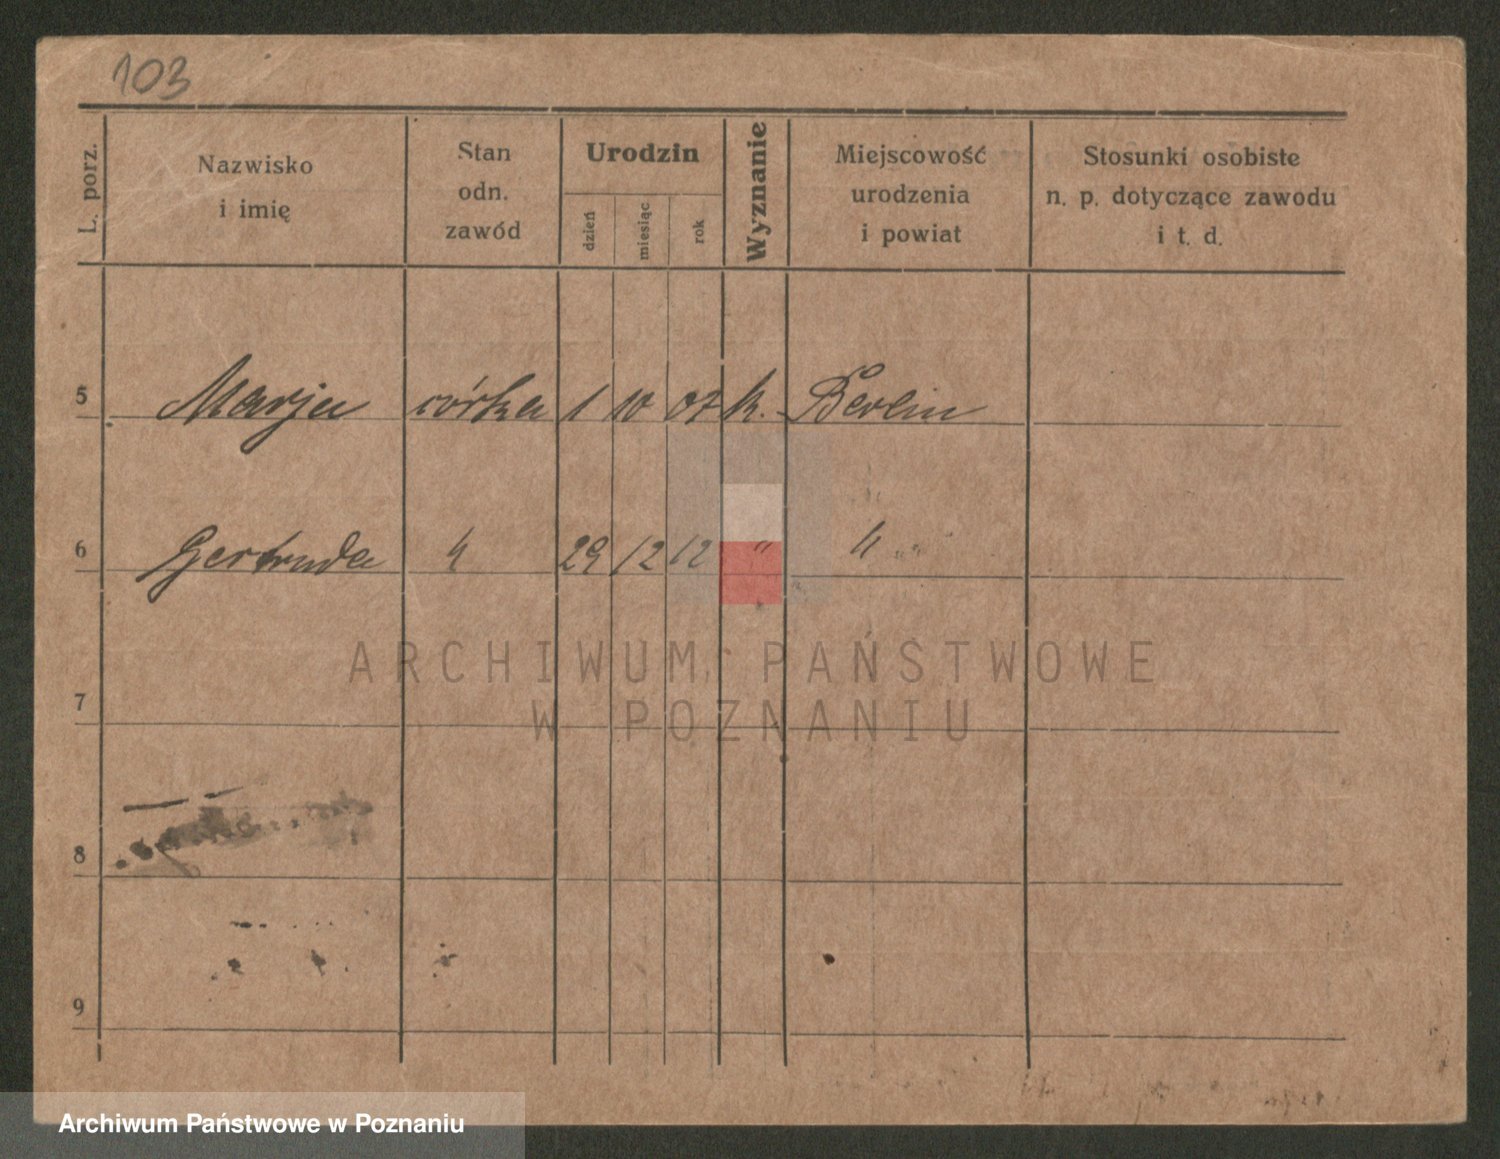 103
L. porz.
Nazwisko
i imię
Stan
odn.
zawód
Urodzin
dzień
miesiąc
rok
Wyznanie
Miejscowość
urodzenia
i powiat
Stosunki osobiste
n. p. dotyczące zawodu
i t. d.
5 Marja córka 1 10 07 k. Berlin
6 Gertruda " 29 12 12 " "
ARCHIWUM PAŃSTWOWE
W POZNANIU
7
8
9
Archiwum Państwowe w Poznaniu